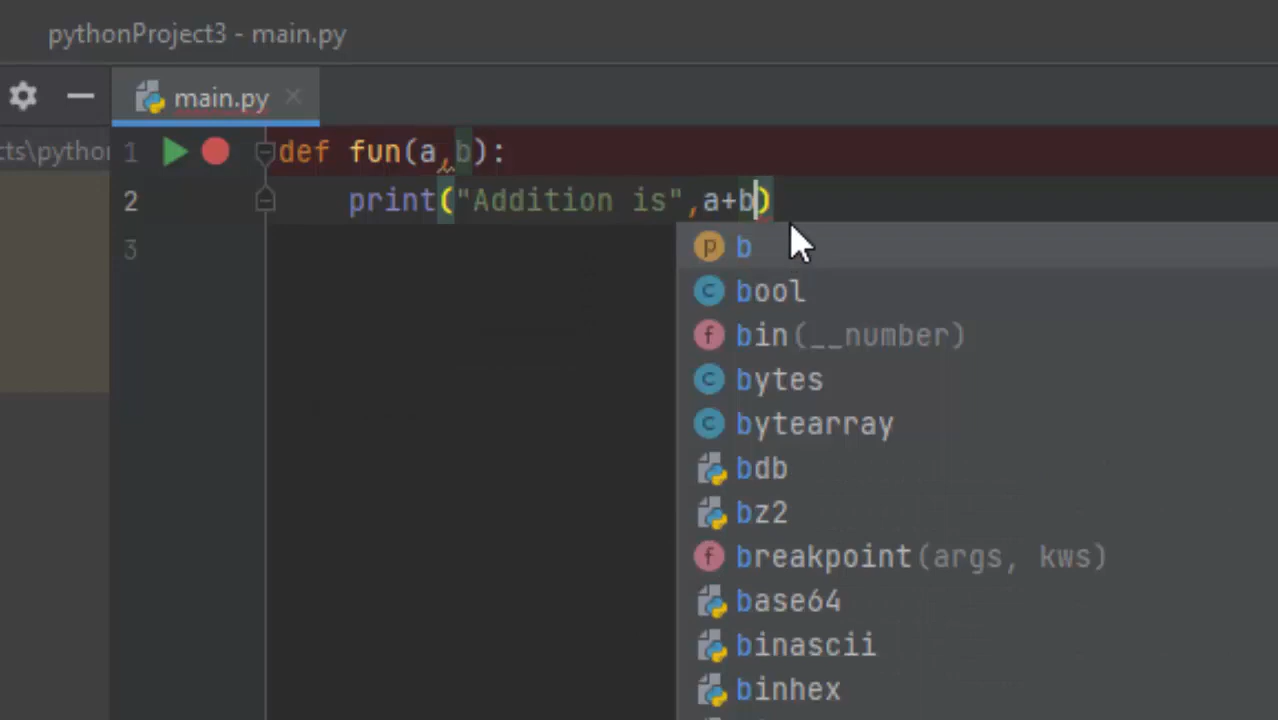 pythonProject3 - main.py
main.py
cts\pythor
1 def fun(a,b):
2 print("Addition is",a+b)
3
b
bool
bin(__number)
bytes
bytearray
bdb
bz2
breakpoint(args, kws)
base64
binascii
binhex